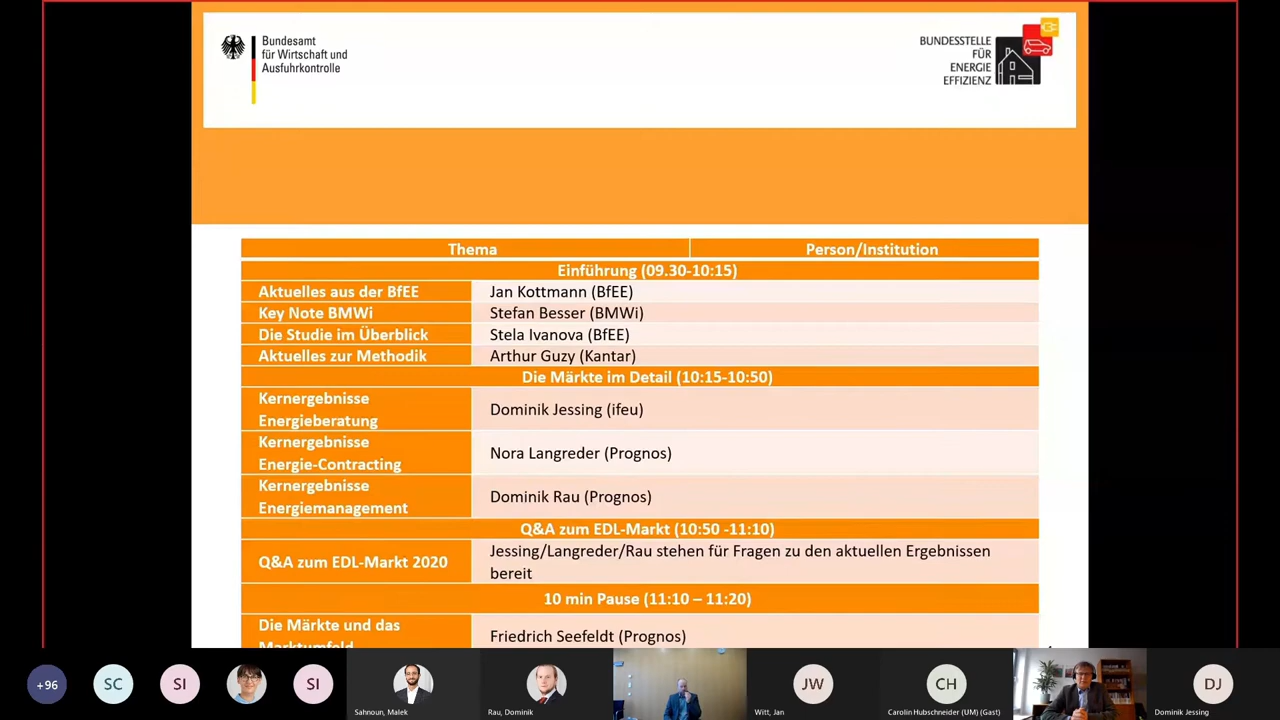 Bundesamt
für Wirtschaft und
Ausfuhrkontrolle
BUNDESSTELLE
FÜR
ENERGIE
EFFIZIENZ
Thema Person/Institution
Einführung (09.30-10:15)
Aktuelles aus der BfEE Jan Kottmann (BfEE)
Key Note BMWi Stefan Besser (BMWi)
Die Studie im Überblick Stela Ivanova (BfEE)
Aktuelles zur Methodik Arthur Guzy (Kantar)
Die Märkte im Detail (10:15-10:50)
Kernergebnisse
Energieberatung
Dominik Jessing (ifeu)
Kernergebnisse
Energie-Contracting
Nora Langreder (Prognos)
Kernergebnisse
Energiemanagement
Dominik Rau (Prognos)
Q&A zum EDL-Markt (10:50 -11:10)
Q&A zum EDL-Markt 2020
Jessing/Langreder/Rau stehen für Fragen zu den aktuellen Ergebnissen
bereit
10 min Pause (11:10 – 11:20)
Die Märkte und das
Marktumfeld
Friedrich Seefeldt (Prognos)
+96 SC SI SI JW CH DJ
Sahnoun, Malek Rau, Dominik Witt, Jan Carolin Hubschneider (UM) (Gast) Dominik Jessing